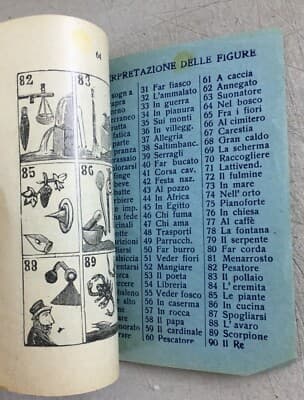 64
82
83
85
86
88
89
RPRETAZIONE DELLE FIGURE
sogn a
31 Far fiasco
32 L'ammalato
33 In guerra
34 In pianura
35 Sui monti
36 In villegg.
37 Allegria
38 Saltimbanc.
39 Serragli
40 Far bucato
41 Corsa cav.
42 Festa naz.
43 Al pozzo
44 In Africa
45 In Egitto
46 Chi fuma
47 Chi ama
48 Trasporti
49 Parrucch.
50 Far burro
51 Veder fiori
52 Mangiare
53 Il poeta
54 Libreria
55 Veder fosco
56 In caserma
57 In rocca
58 Il papa
59 Il cardinale
60 Pescatore
61 A caccia
62 Annegato
63 Suonatore
64 Nel bosco
65 Fra i fiori
66 Al cimitero
67 Carestia
68 Gran caldo
69 La scherma
70 Raccogliere
71 Lattivend.
72 Il fulmine
73 In mare
74 Nell'orto
75 Pianoforte
76 In chiesa
77 Al caffè
78 La fontana
79 Il serpente
80 Far corda
81 Menarrosto
82 Pesatore
83 Il pollaio
84 L'eremita
85 Le piante
86 In cucina
87 Spogliarsi
88 L'avaro
89 Scorpione
90 Il Re